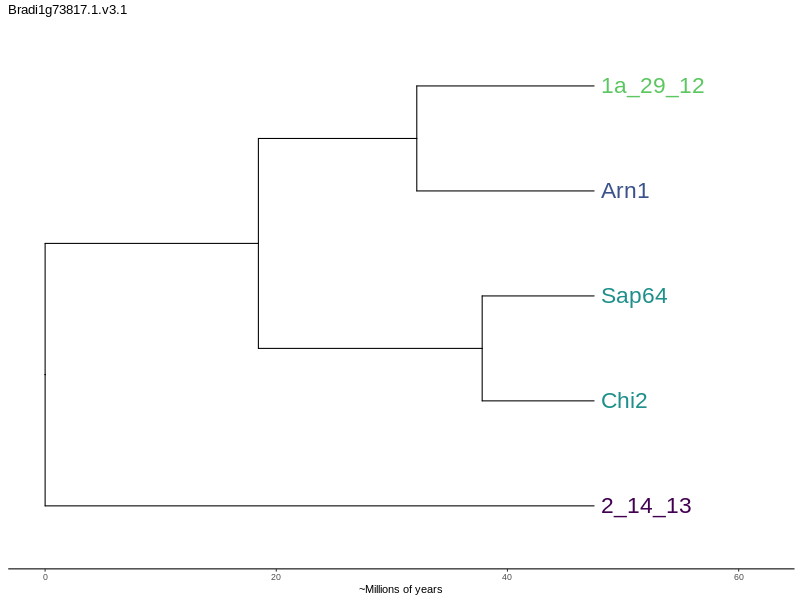 Bradi1g73817.1.v3.1
1a_29_12
Arn1
Sap64
Chi2
2_14_13
0 20 40 60
~Millions of years